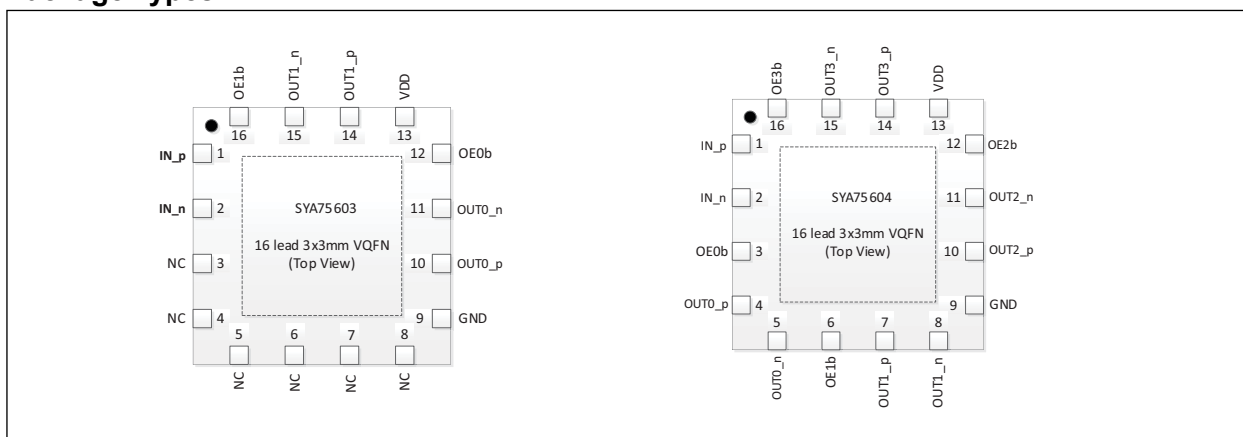 OE1b
OUT1_n
OUT1_p
VDD
16
15
14
13
IN_p
1
12
OE0b
IN_n
2
SYA75603
11
OUT0_n
NC
3
16 lead 3x3mm VQFN
(Top View)
10
OUT0_p
NC
4
9
GND
5
6
7
8
NC
NC
NC
NC
OE3b
OUT3_n
OUT3_p
VDD
16
15
14
13
IN_p
1
12
OE2b
IN_n
2
SYA75604
11
OUT2_n
OE0b
3
16 lead 3x3mm VQFN
(Top View)
10
OUT2_p
OUT0_p
4
9
GND
5
6
7
8
OUT0_n
OE1b
OUT1_p
OUT1_n